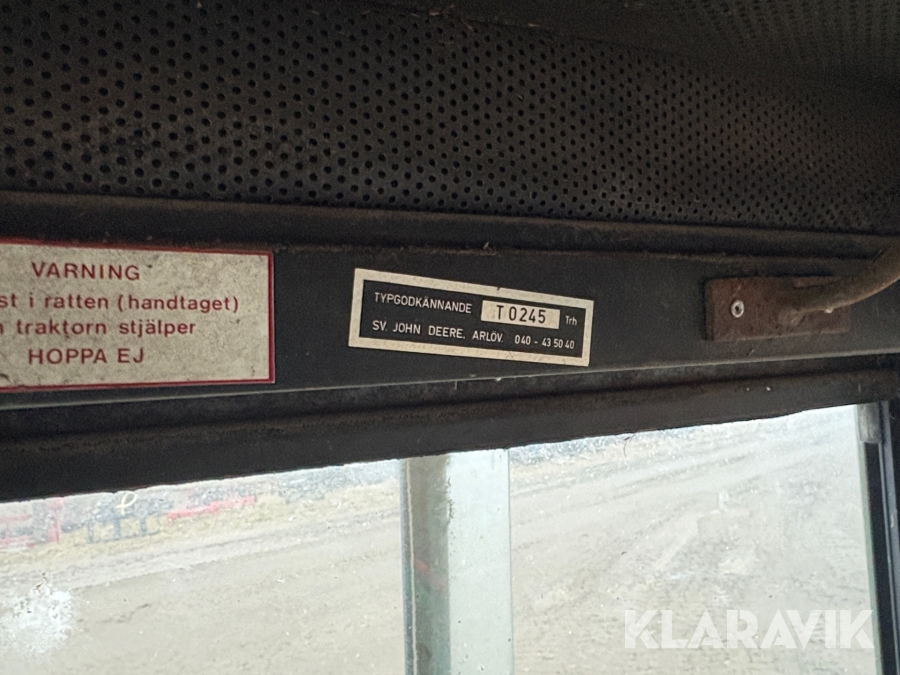 VARNING
st i ratten (handtaget)
traktorn stjälper
HOPPA EJ
TYPGODKÄNNANDE T0245 Trh
SV. JOHN DEERE, ARLÖV. 040 - 43 50 40
KLARAVIK